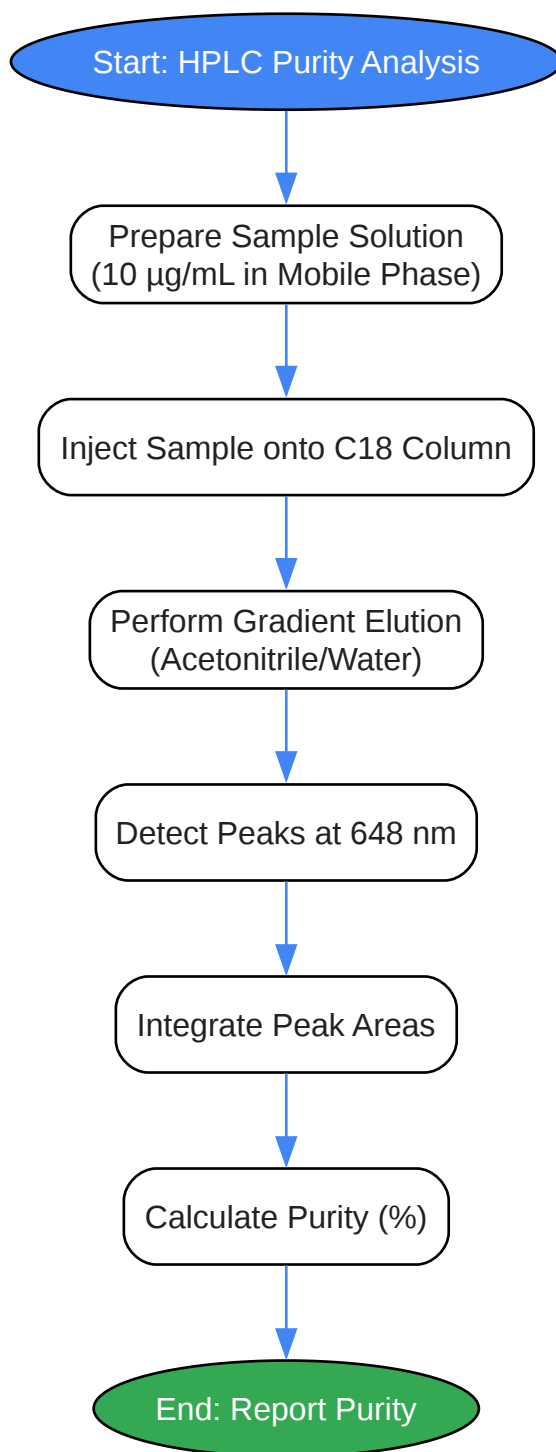 Start: HPLC Purity Analysis
Prepare Sample Solution
(10 µg/mL in Mobile Phase)
Inject Sample onto C18 Column
Perform Gradient Elution
(Acetonitrile/Water)
Detect Peaks at 648 nm
Integrate Peak Areas
Calculate Purity (%)
End: Report Purity